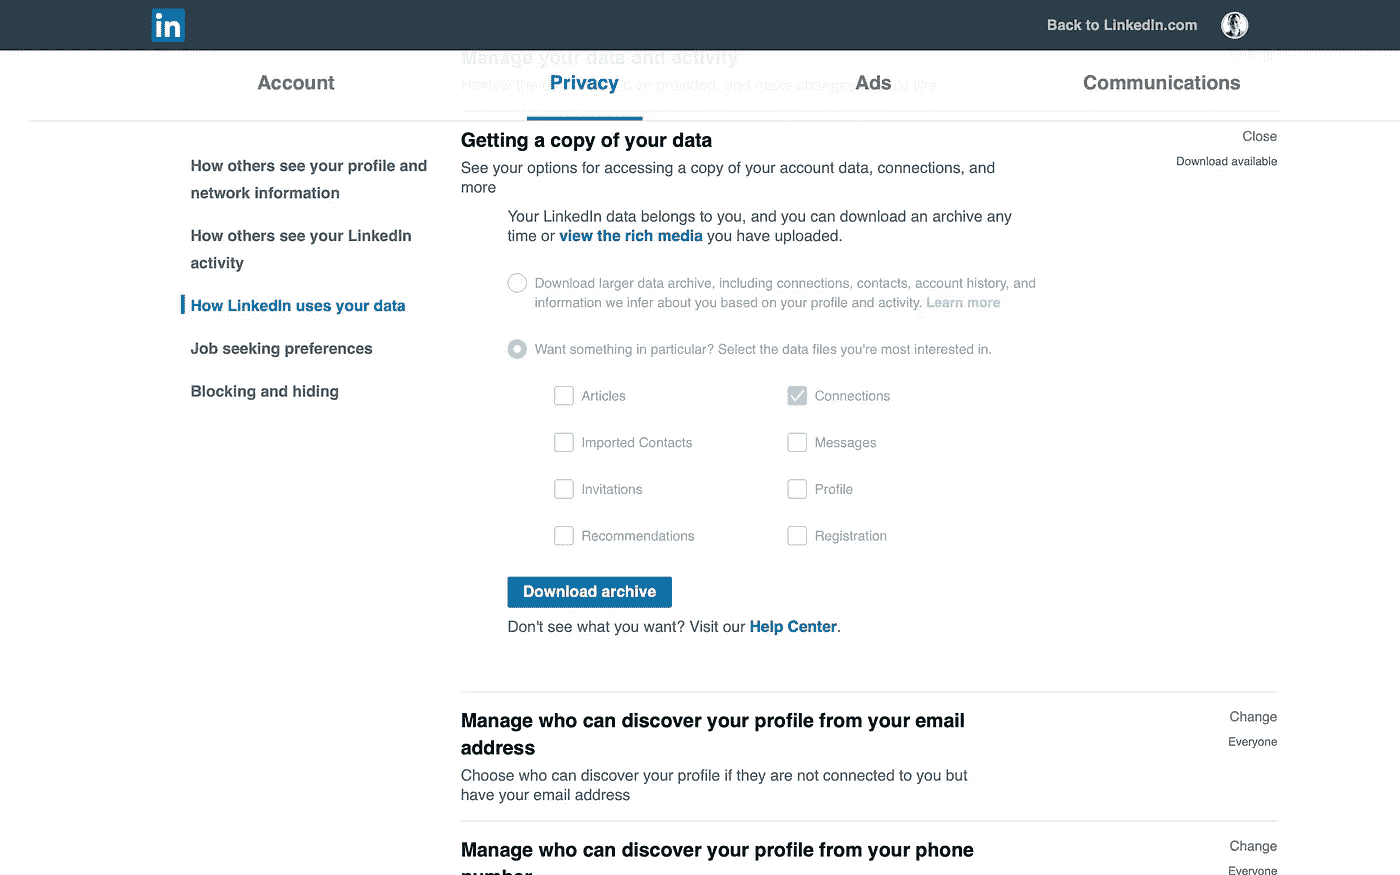 in
Back to LinkedIn.com
Manage your data and activity
Account
Privacy
Ads
Communications
Getting a copy of your data
Close
See your options for accessing a copy of your account data, connections, and
more
Download available
How others see your profile and
network information
How others see your LinkedIn
activity
How LinkedIn uses your data
Job seeking preferences
Blocking and hiding
Your LinkedIn data belongs to you, and you can download an archive any
time or view the rich media you have uploaded.
Download larger data archive, including connections, contacts, account history, and
information we infer about you based on your profile and activity. Learn more
Want something in particular? Select the data files you're most interested in.
Articles
Connections
Imported Contacts
Messages
Invitations
Profile
Recommendations
Registration
Download archive
Don't see what you want? Visit our Help Center.
Manage who can discover your profile from your email
address
Change
Everyone
Choose who can discover your profile if they are not connected to you but
have your email address
Manage who can discover your profile from your phone
number
Change
Everyone